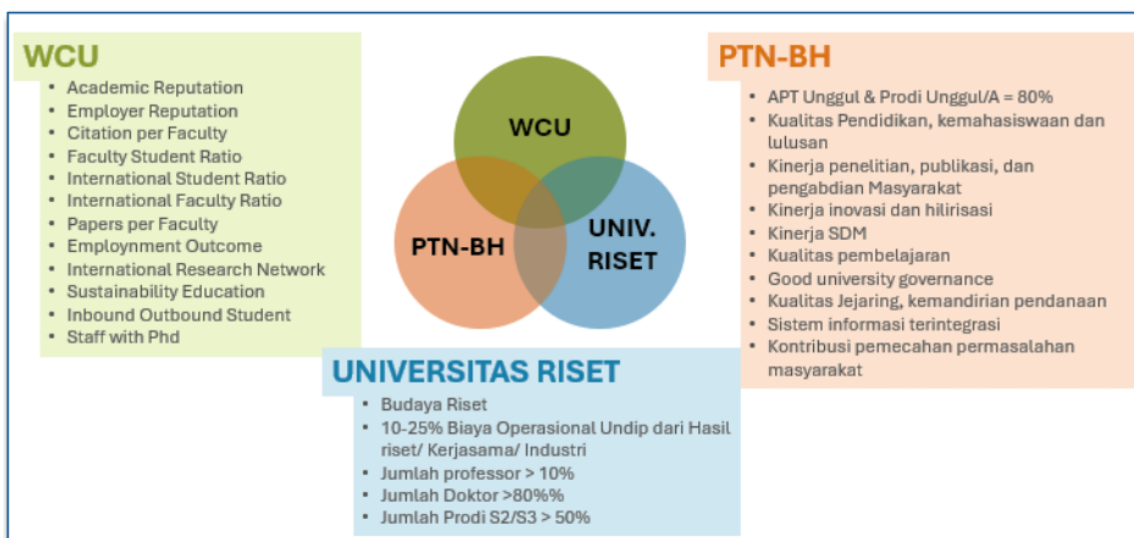 WCU
• Academic Reputation
• Employer Reputation
• Citation per Faculty
• Faculty Student Ratio
• International Student Ratio
• International Faculty Ratio
• Papers per Faculty
• Employnment Outcome
• International Research Network
• Sustainability Education
• Inbound Outbound Student
• Staff with Phd
WCU
PTN-BH
UNIV.
RISET
PTN-BH
• APT Unggul & Prodi Unggul/A = 80%
• Kualitas Pendidikan, kemahasiswaan dan
lulusan
• Kinerja penelitian, publikasi, dan
pengabdian Masyarakat
• Kinerja inovasi dan hilirisasi
• Kinerja SDM
• Kualitas pembelajaran
• Good university governance
• Kualitas Jejaring, kemandirian pendanaan
• Sistem informasi terintegrasi
• Kontribusi pemecahan permasalahan
masyarakat
UNIVERSITAS RISET
• Budaya Riset
• 10-25% Biaya Operasional Undip dari Hasil
riset/ Kerjasama/ Industri
• Jumlah professor > 10%
• Jumlah Doktor >80%%
• Jumlah Prodi S2/S3 > 50%